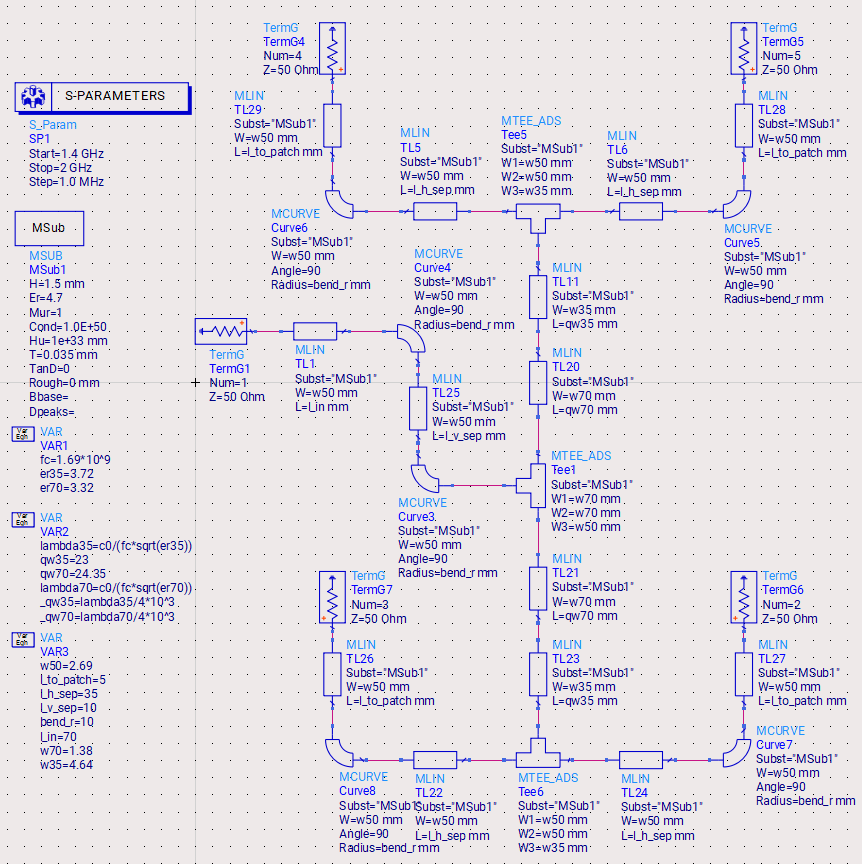 TermG
TermG4
Num=4
Z=50 Ohm
TermG
TermG5
Num=5
Z=50 Ohm
S-PARAMETERS
S_Param
SP1
Start=1.4 GHz
Stop=2 GHz
Step=1.0 MHz
MLIN
TL29
Subst="MSub1"
W=w50 mm
L=l_to_patch mm
MLIN
TL5
Subst="MSub1"
W=w50 mm
L=l_h_sep mm
MTEE_ADS
Tee5
Subst="MSub1"
W1=w50 mm
W2=w50 mm
W3=w35 mm
MLIN
TL6
Subst="MSub1"
W=w50 mm
L=l_h_sep mm
MLIN
TL28
Subst="MSub1"
W=w50 mm
L=l_to_patch mm
MSub
MSUB
MSub1
H=1.5 mm
Er=4.7
Mur=1
Cond=1.0E+50
Hu=1e+33 mm
T=0.035 mm
TanD=0
Rough=0 mm
Bbase=
Dpeaks=
MCURVE
Curve6
Subst="MSub1"
W=w50 mm
Angle=90
Radius=bend_r mm
MCURVE
Curve4
Subst="MSub1"
W=w50 mm
Angle=90
Radius=bend_r mm
MCURVE
Curve5
Subst="MSub1"
W=w50 mm
Angle=90
Radius=bend_r mm
MLIN
TL11
Subst="MSub1"
W=w35 mm
L=qw35 mm
TermG
TermG1
Num=1
Z=50 Ohm
MLIN
TL1
Subst="MSub1"
W=w50 mm
L=l_in mm
MLIN
TL25
Subst="MSub1"
W=w50 mm
L=l_v_sep mm
MLIN
TL20
Subst="MSub1"
W=w70 mm
L=qw70 mm
Var
Eqn
VAR
VAR1
fc=1.69*10^9
er35=3.72
er70=3.32
MTEE_ADS
Tee1
Subst="MSub1"
W1=w70 mm
W2=w70 mm
W3=w50 mm
MCURVE
Curve3
Subst="MSub1"
W=w50 mm
Angle=90
Radius=bend_r mm
Var
Eqn
VAR
VAR2
lambda35=c0/(fc*sqrt(er35))
qw35=23
qw70=24.35
lambda70=c0/(fc*sqrt(er70))
_qw35=lambda35/4*10^3
_qw70=lambda70/4*10^3
MLIN
TL21
Subst="MSub1"
W=w70 mm
L=qw70 mm
TermG
TermG7
Num=3
Z=50 Ohm
TermG
TermG6
Num=2
Z=50 Ohm
Var
Eqn
VAR
VAR3
w50=2.69
l_to_patch=5
l_h_sep=35
l_v_sep=10
bend_r=10
l_in=70
w70=1.38
w35=4.64
MLIN
TL26
Subst="MSub1"
W=w50 mm
L=l_to_patch mm
MLIN
TL23
Subst="MSub1"
W=w35 mm
L=qw35 mm
MLIN
TL27
Subst="MSub1"
W=w50 mm
L=l_to_patch mm
MCURVE
Curve8
Subst="MSub1"
W=w50 mm
Angle=90
Radius=bend_r mm
MLIN
TL22
Subst="MSub1"
W=w50 mm
L=l_h_sep mm
MTEE_ADS
Tee6
Subst="MSub1"
W1=w50 mm
W2=w50 mm
W3=w35 mm
MLIN
TL24
Subst="MSub1"
W=w50 mm
L=l_h_sep mm
MCURVE
Curve7
Subst="MSub1"
W=w50 mm
Angle=90
Radius=bend_r mm